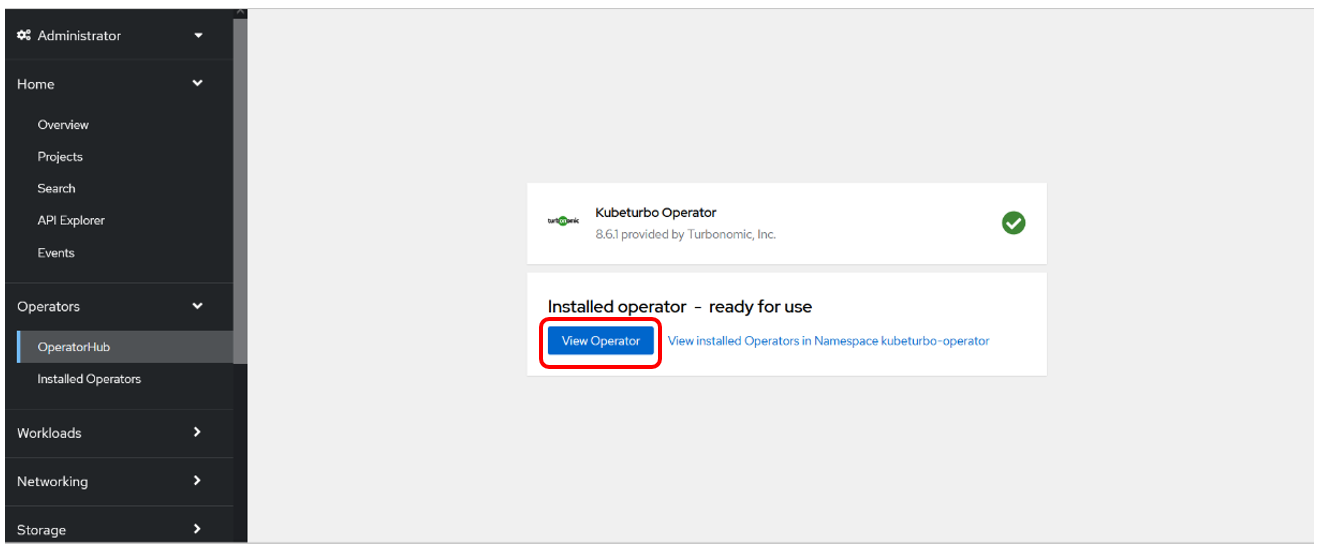 Administrator
Home
Overview
Projects
Search
API Explorer
Events
Operators
OperatorHub
Installed Operators
Workloads
Networking
Storage
turbonomic
Kubeturbo Operator
8.6.1 provided by Turbonomic, Inc.
Installed operator - ready for use
View Operator
View installed Operators in Namespace kubeturbo-operator